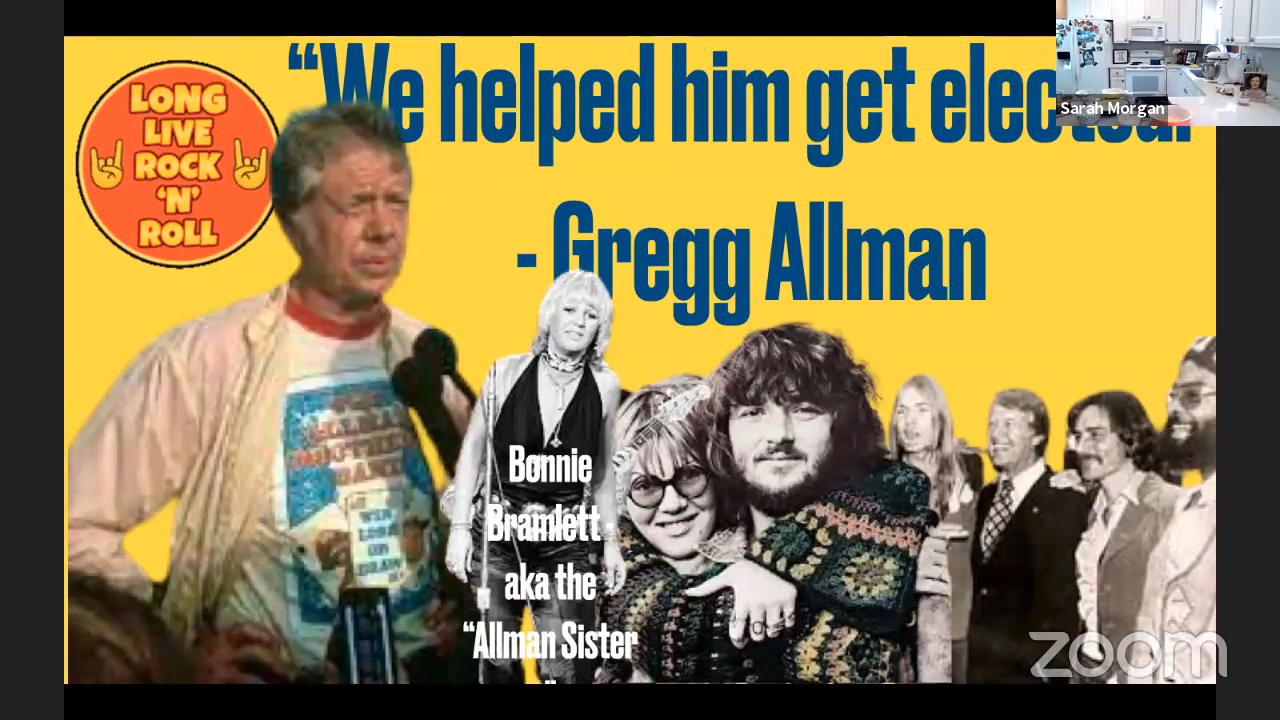 LONG
LIVE
ROCK
‘N’
ROLL
“We helped him get elec
- Gregg Allman
Bonnie
Bramlett
aka the
“Allman Sister
”
Sarah Morgan
zoom